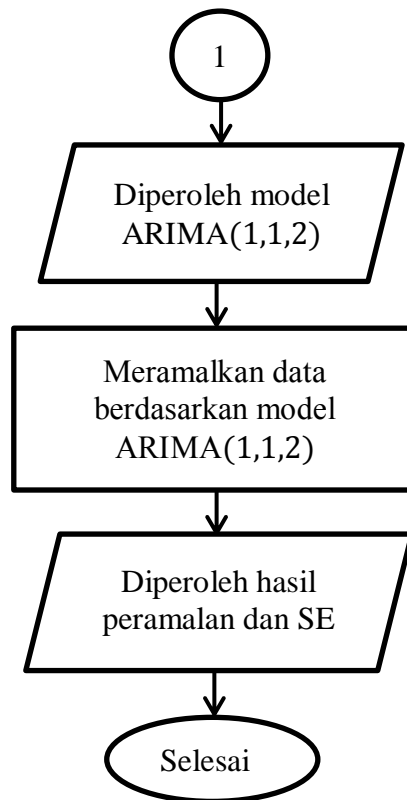 1
Diperoleh model
ARIMA(1,1,2)
Meramalkan data
berdasarkan model
ARIMA(1,1,2)
Diperoleh hasil
peramalan dan SE
Selesai